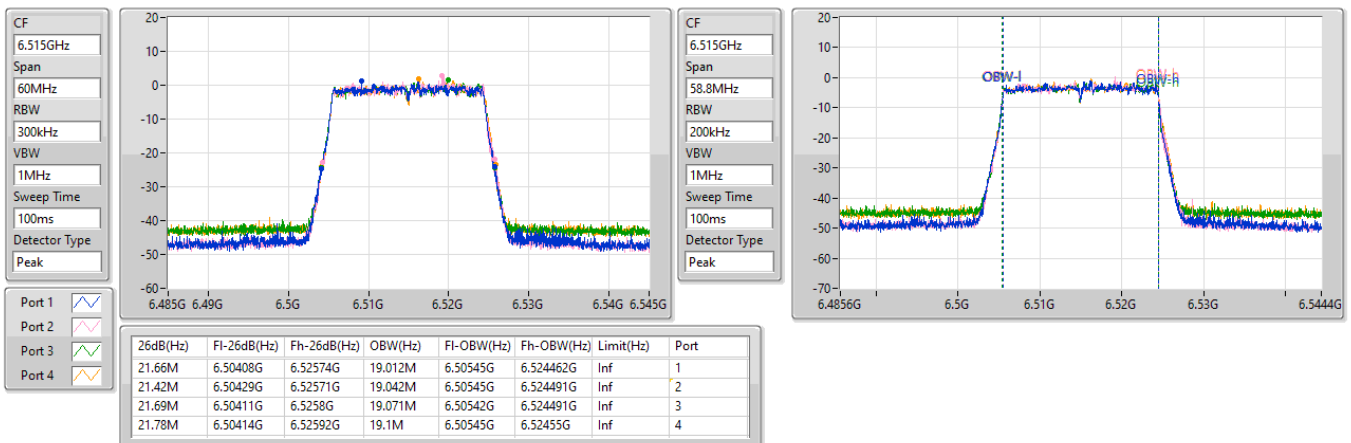 CF
6.515GHz
Span
60MHz
RBW
300kHz
VBW
1MHz
Sweep Time
100ms
Detector Type
Peak
20
10
0
-10
-20
-30
-40
-50
-60
6.485G 6.49G 6.5G 6.51G 6.52G 6.53G 6.54G 6.545G
CF
6.515GHz
Span
58.8MHz
RBW
200kHz
VBW
1MHz
Sweep Time
100ms
Detector Type
Peak
20
10
0
-10
-20
-30
-40
-50
-60
-70
OBW-l
OBW-h
6.4856G 6.5G 6.51G 6.52G 6.53G 6.5444G
Port 1
Port 2
Port 3
Port 4
26dB(Hz) Fl-26dB(Hz) Fh-26dB(Hz) OBW(Hz) Fl-OBW(Hz) Fh-OBW(Hz) Limit(Hz) Port
21.66M 6.50408G 6.52574G 19.012M 6.50545G 6.524462G Inf 1
21.42M 6.50429G 6.52571G 19.042M 6.50545G 6.524491G Inf 2
21.69M 6.50411G 6.5258G 19.071M 6.50542G 6.524491G Inf 3
21.78M 6.50414G 6.52592G 19.1M 6.50545G 6.52455G Inf 4